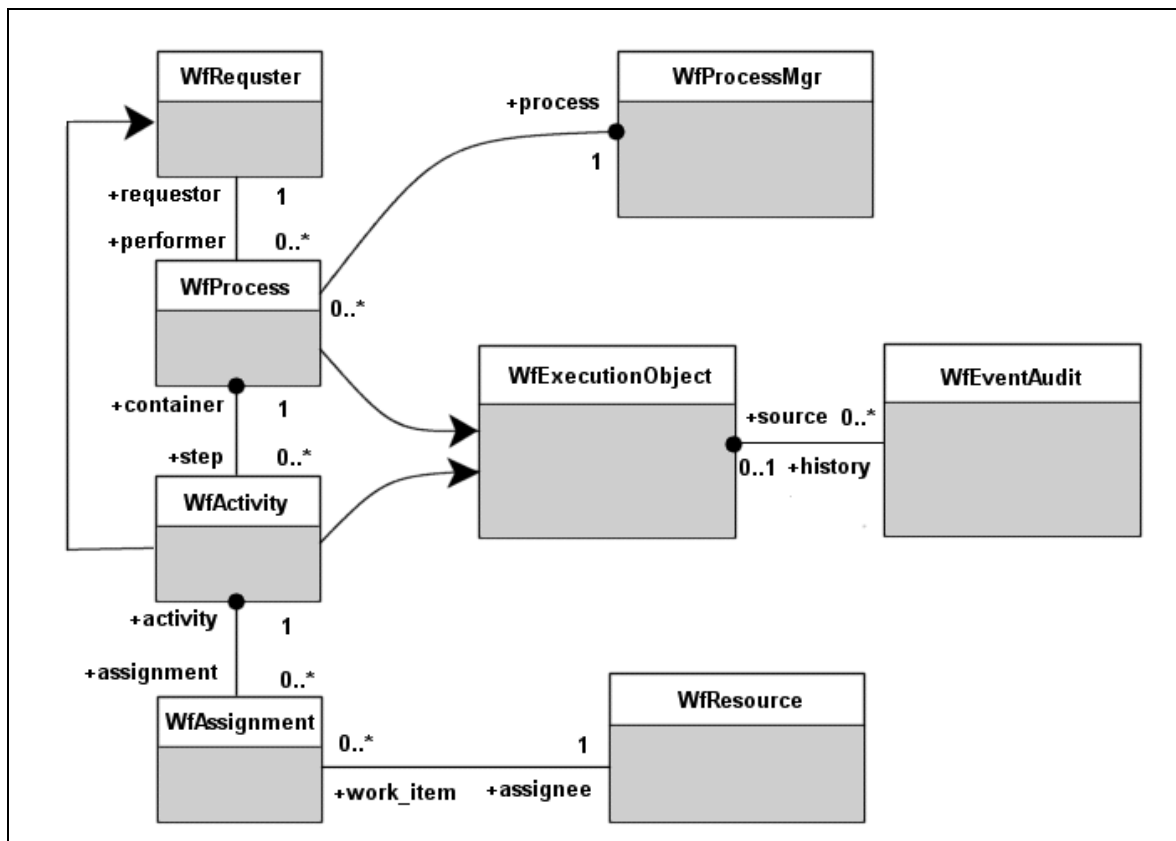 WfRequster
WfProcessMgr
+process
1
+requestor 1
+performer 0..*
WfProcess
0..*
WfExecutionObject
WfEventAudit
+container 1
+source 0..*
+step 0..*
0..1 +history
WfActivity
+activity 1
+assignment 0..*
WfResource
WfAssignment
0..* 1
+work_item +assignee